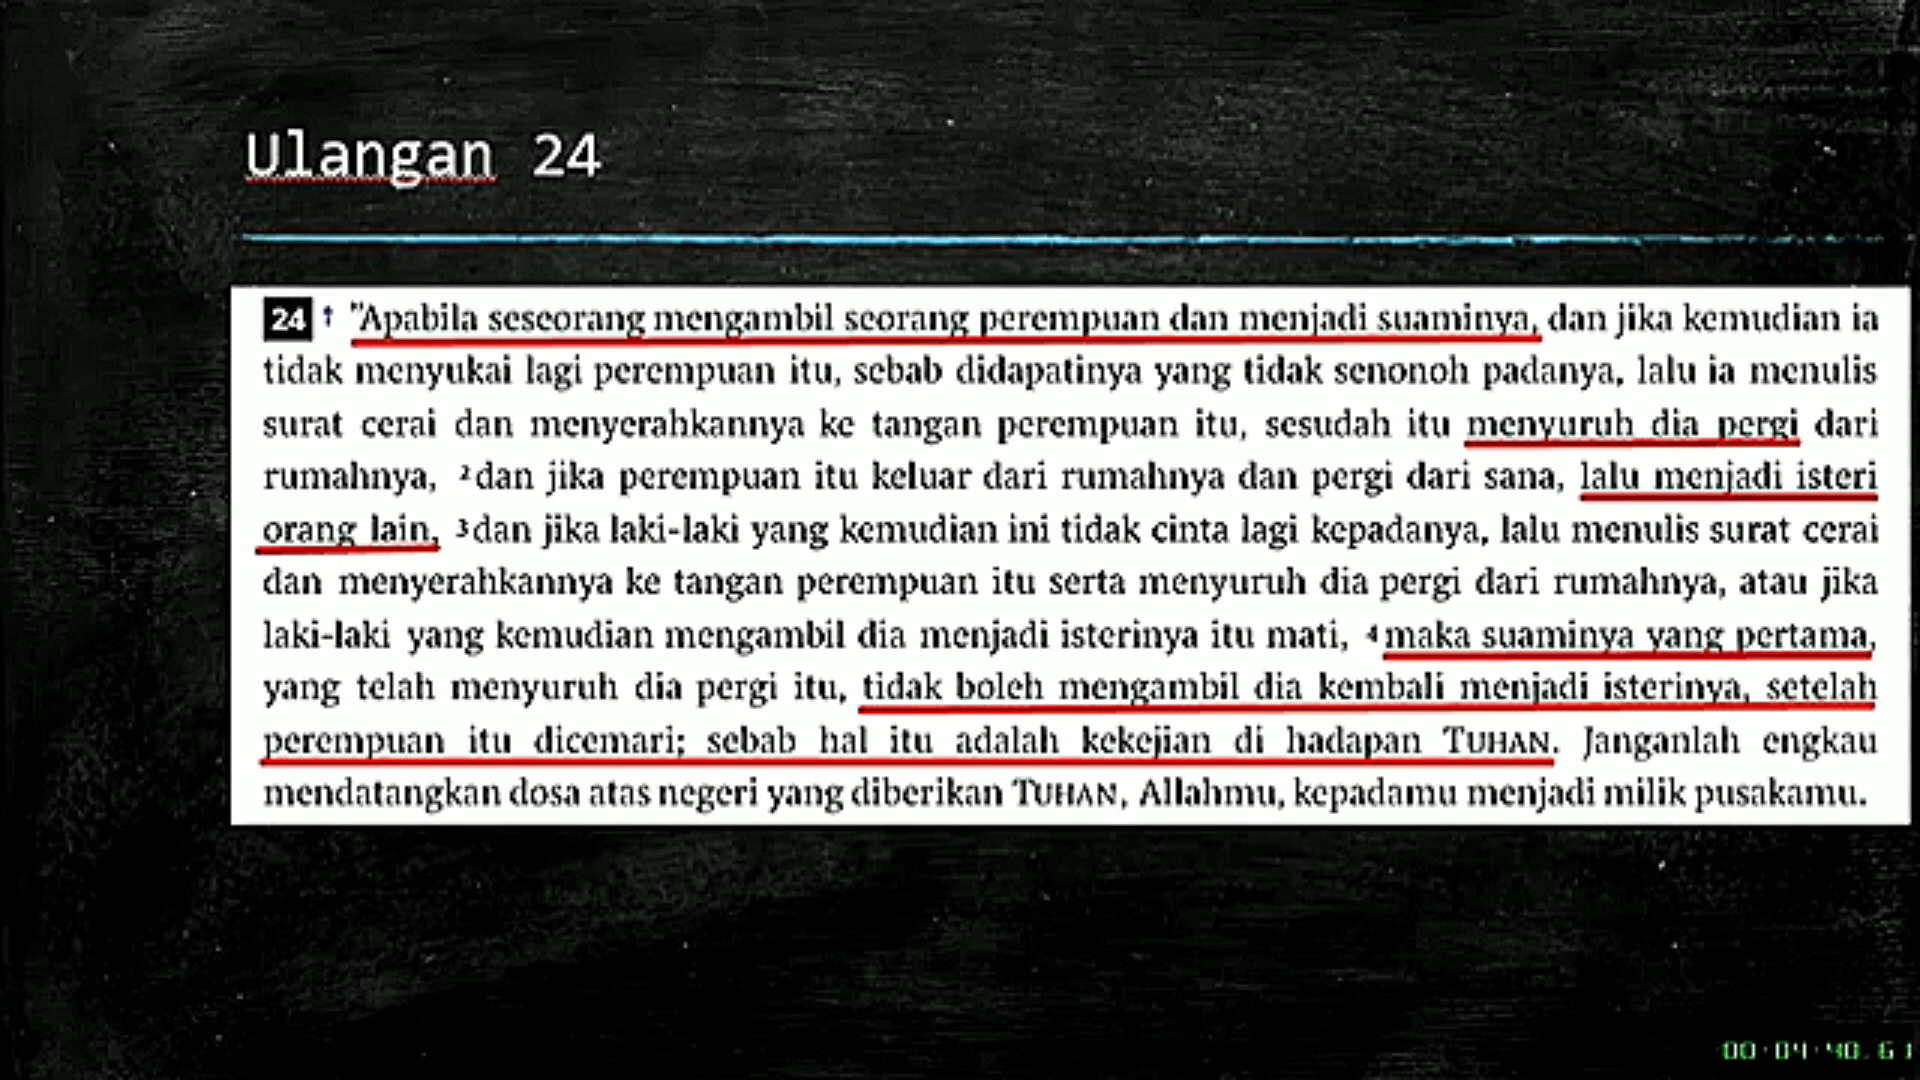 Ulangan 24
24 ↑ "Apabila seseorang mengambil seorang perempuan dan menjadi suaminya, dan jika kemudian ia
tidak menyukai lagi perempuan itu, sebab didapatinya yang tidak senonoh padanya, lalu ia menulis
surat cerai dan menyerahkannya ke tangan perempuan itu, sesudah itu menyuruh dia pergi dari
rumahnya, 2 dan jika perempuan itu keluar dari rumahnya dan pergi dari sana, lalu menjadi isteri
orang lain, 3 dan jika laki-laki yang kemudian ini tidak cinta lagi kepadanya, lalu menulis surat cerai
dan menyerahkannya ke tangan perempuan itu serta menyuruh dia pergi dari rumahnya, atau jika
laki-laki yang kemudian mengambil dia menjadi isterinya itu mati, 4 maka suaminya yang pertama,
yang telah menyuruh dia pergi itu, tidak boleh mengambil dia kembali menjadi isterinya, setelah
perempuan itu dicemari; sebab hal itu adalah kekejian di hadapan TUHAN. Janganlah engkau
mendatangkan dosa atas negeri yang diberikan TUHAN, Allahmu, kepadamu menjadi milik pusakamu.